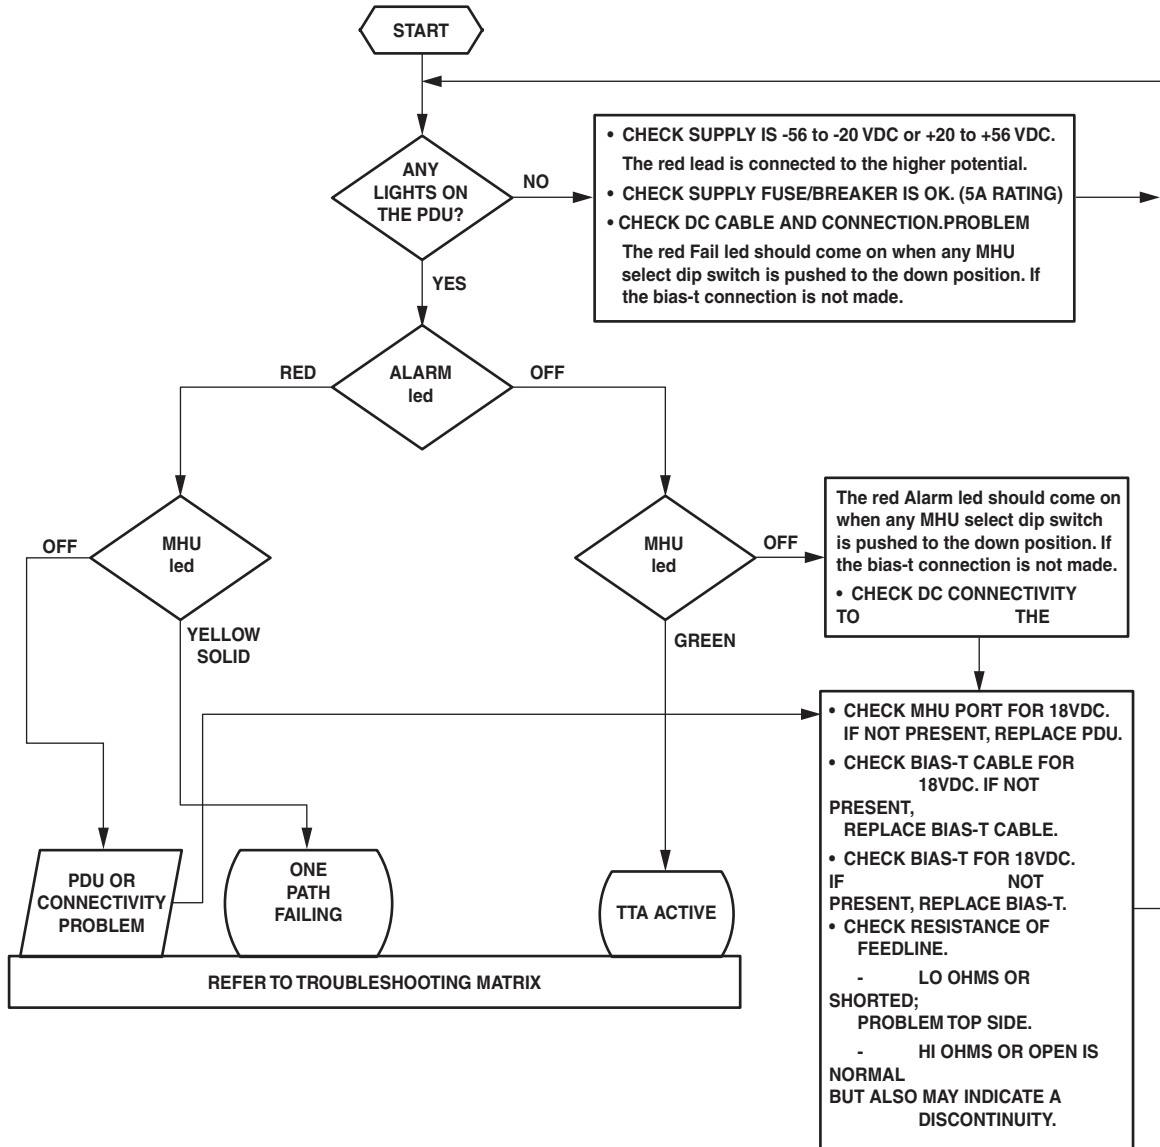 START
ANY
LIGHTS ON
THE PDU?
NO
• CHECK SUPPLY IS -56 to -20 VDC or +20 to +56 VDC.
The red lead is connected to the higher potential.
• CHECK SUPPLY FUSE/BREAKER IS OK. (5A RATING)
• CHECK DC CABLE AND CONNECTION.PROBLEM
The red Fail led should come on when any MHU
select dip switch is pushed to the down position. If
the bias-t connection is not made.
YES
RED
ALARM
led
OFF
OFF
MHU
led
YELLOW
SOLID
MHU
led
OFF
GREEN
The red Alarm led should come on
when any MHU select dip switch
is pushed to the down position. If
the bias-t connection is not made.
• CHECK DC CONNECTIVITY
TO THE
• CHECK MHU PORT FOR 18VDC.
IF NOT PRESENT, REPLACE PDU.
• CHECK BIAS-T CABLE FOR
18VDC. IF NOT
PRESENT,
REPLACE BIAS-T CABLE.
• CHECK BIAS-T FOR 18VDC.
IF NOT
PRESENT, REPLACE BIAS-T.
• CHECK RESISTANCE OF
FEEDLINE.
- LO OHMS OR
SHORTED;
PROBLEM TOP SIDE.
- HI OHMS OR OPEN IS
NORMAL
BUT ALSO MAY INDICATE A
DISCONTINUITY.
PDU OR
CONNECTIVITY
PROBLEM
ONE
PATH
FAILING
TTA ACTIVE
REFER TO TROUBLESHOOTING MATRIX